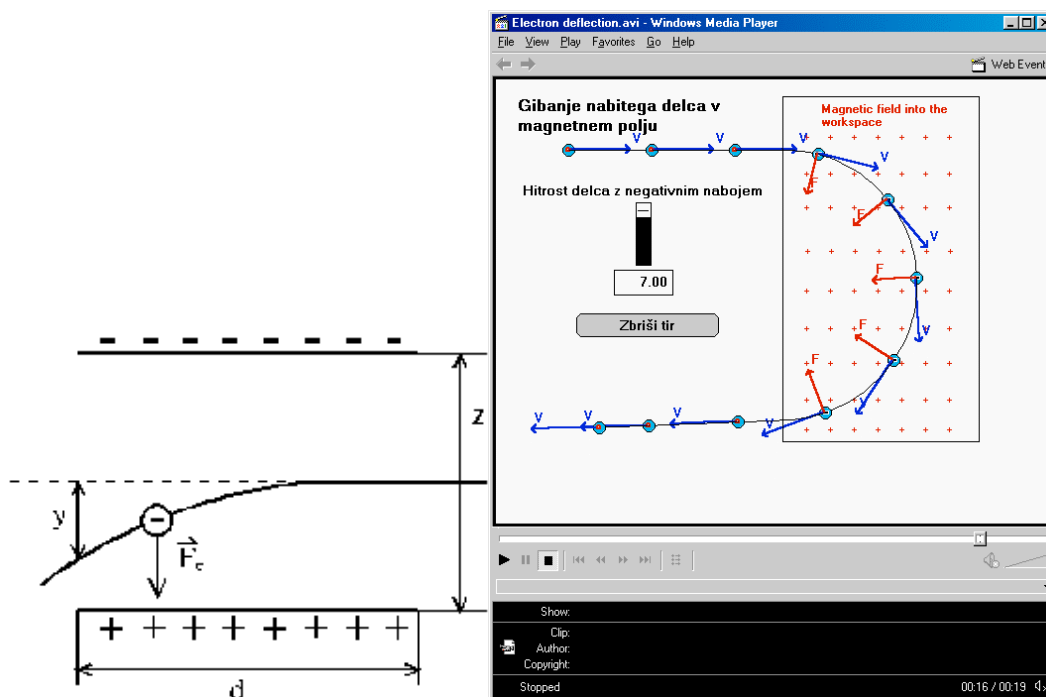 - - - - - - - -
z
y
−
F
+ + + + + + + +
d
Electron deflection.avi - Windows Media Player
File View Play Favorites Go Help
Web Event
Gibanje nabitega delca v
magnetnem polju
Magnetic field into the
workspace
V V V V
F
Hitrost delca z negativnim nabojem
F V
7.00
F
Zbriši tir
F V
F V
V V V V
Show:
Clip:
Author:
Copyright:
Stopped 00:16 / 00:19